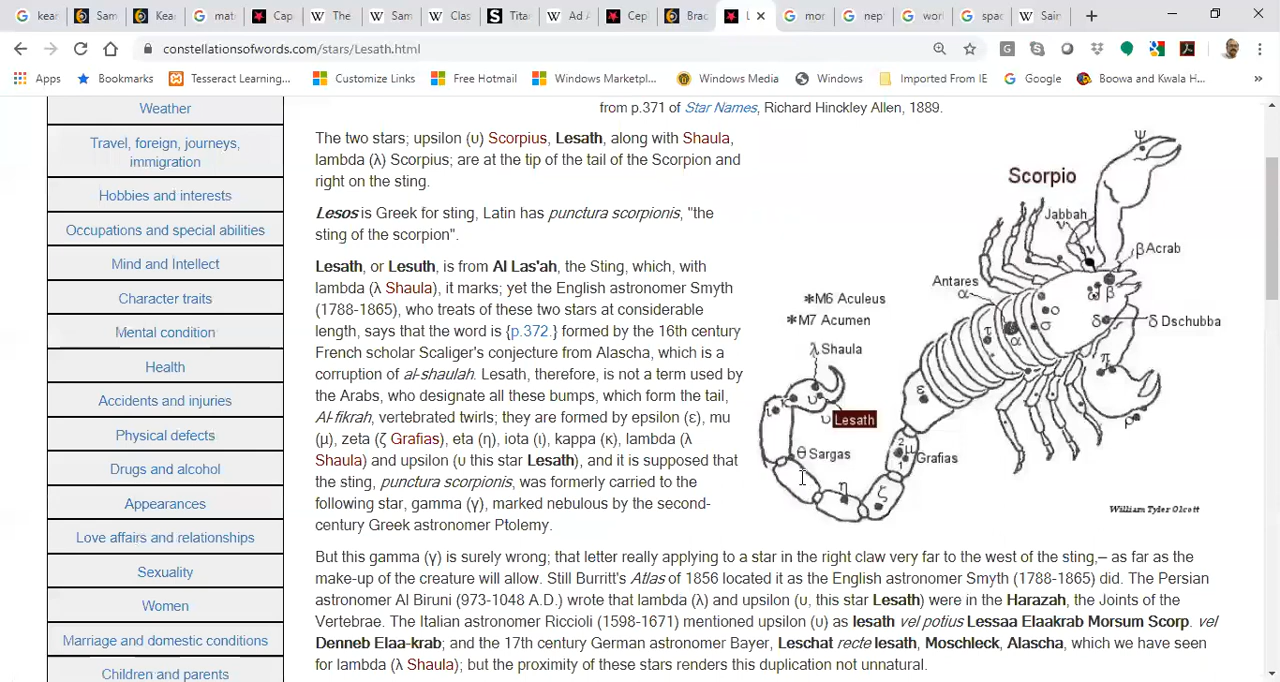 kear
Sam
Kea
mat
Cap
The
Sam
Clas
Tita
Ad A
Cep
Brac
L
mor
nep
worl
spac
Sain
constellationsofwords.com/stars/Lesath.html
Apps
Bookmarks
Tesseract Learning...
Customize Links
Free Hotmail
Windows Marketpl...
Windows Media
Windows
Imported From IE
Google
Boowa and Kwala H...
»
Weather
Travel, foreign, journeys,
immigration
Hobbies and interests
Occupations and special abilities
Mind and Intellect
Character traits
Mental condition
Health
Accidents and injuries
Physical defects
Drugs and alcohol
Appearances
Love affairs and relationships
Sexuality
Women
Marriage and domestic conditions
Children and parents
from p.371 of Star Names, Richard Hinckley Allen, 1889.
The two stars; upsilon (υ) Scorpius, Lesath, along with Shaula,
lambda (λ) Scorpius; are at the tip of the tail of the Scorpion and
right on the sting.
Lesos is Greek for sting, Latin has punctura scorpionis, "the
sting of the scorpion".
Lesath, or Lesuth, is from Al Las'ah, the Sting, which, with
lambda (λ Shaula), it marks; yet the English astronomer Smyth
(1788-1865), who treats of these two stars at considerable
length, says that the word is {p.372.} formed by the 16th century
French scholar Scaliger's conjecture from Alascha, which is a
corruption of al-shaulah. Lesath, therefore, is not a term used by
the Arabs, who designate all these bumps, which form the tail,
Al-fikrah, vertebrated twirls; they are formed by epsilon (ε), mu
(μ), zeta (ζ Grafias), eta (η), iota (ι), kappa (κ), lambda (λ
Shaula) and upsilon (υ this star Lesath), and it is supposed that
the sting, punctura scorpionis, was formerly carried to the
following star, gamma (γ), marked nebulous by the second-
century Greek astronomer Ptolemy.
Scorpio
Ψ
Jabbah
ν
ν
β Acrab
ω
β
Antares
α
σ
ο
τ
α
δ
δ Dschubba
π
ρ
✱M6 Aculeus
✱M7 Acumen
λ Shaula
υ
ι
κ
υ Lesath
θ Sargas
ε
2
μ
1
Grafias
η
ζ
William Tyler Olcott
But this gamma (γ) is surely wrong; that letter really applying to a star in the right claw very far to the west of the sting,– as far as the
make-up of the creature will allow. Still Burritt's Atlas of 1856 located it as the English astronomer Smyth (1788-1865) did. The Persian
astronomer Al Biruni (973-1048 A.D.) wrote that lambda (λ) and upsilon (υ, this star Lesath) were in the Harazah, the Joints of the
Vertebrae. The Italian astronomer Riccioli (1598-1671) mentioned upsilon (υ) as lesath vel potius Lessaa Elaakrab Morsum Scorp. vel
Denneb Elaa-krab; and the 17th century German astronomer Bayer, Leschat recte lesath, Moschleck, Alascha, which we have seen
for lambda (λ Shaula); but the proximity of these stars renders this duplication not unnatural.